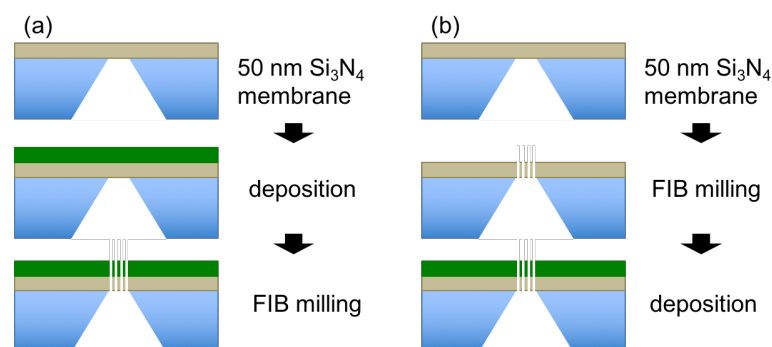 (a)
50 nm Si₃N₄
membrane
deposition
FIB milling
(b)
50 nm Si₃N₄
membrane
FIB milling
deposition